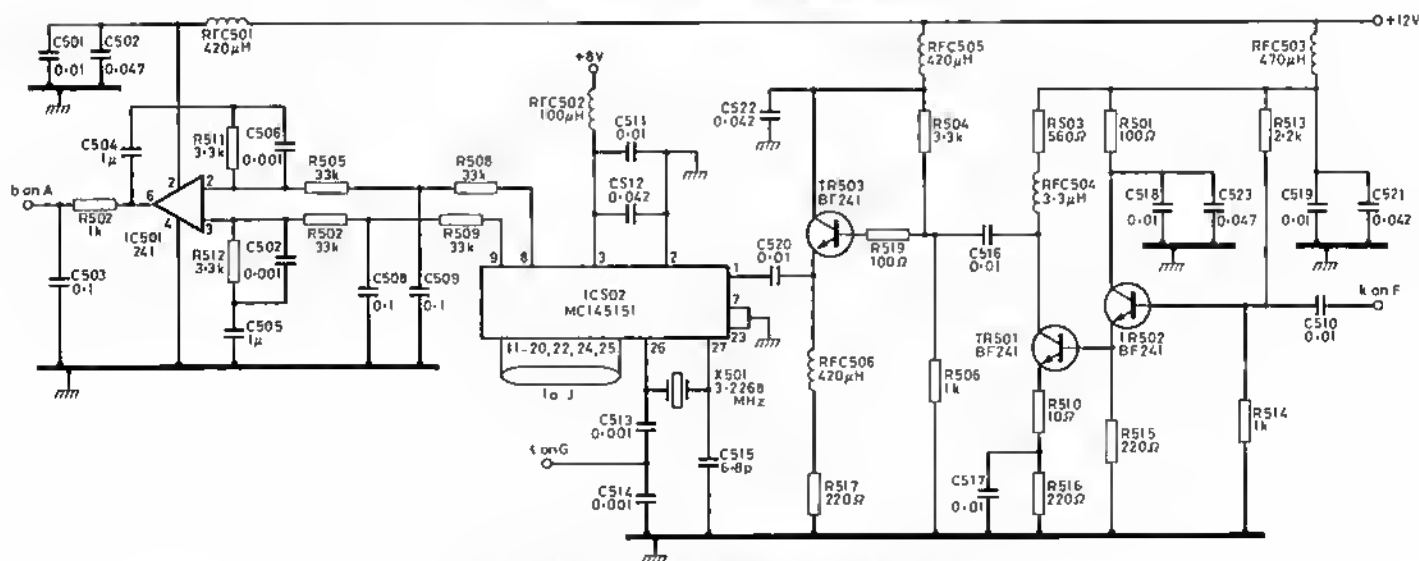 +12V
RFC501
420µH
C501
0·01
C502
0·047
RFC505
420µH
RFC503
470µH
+8V
RFC502
100µH
C511
0·01
C512
0·042
C522
0·042
R504
3·3k
R503
560Ω
R501
100Ω
R513
2·2k
C504
1µ
R511
3·3k
C506
0·001
R505
33k
R508
33k
RFC504
3·3µH
C518
0·01
C523
0·047
C519
0·01
C521
0·042
b on A
R502
1k
6
2
4
2
3
IC501
241
TR503
BF241
R519
100Ω
C516
0·01
R512
3·3k
C502
0·001
R502
33k
R509
33k
C520
0·01
C503
0·1
C508
0·1
C509
0·1
9
8
3
2
1
7
23
IC502
MC145151
11-20, 22, 24, 25
26
27
to J
k on F
C510
0·01
TR501
BF241
TR502
BF241
C505
1µ
X501
3·2268
MHz
RFC506
420µH
R506
1k
R510
10Ω
R514
1k
C513
0·001
R515
220Ω
C515
6·8p
C514
0·001
R517
220Ω
C517
0·01
R516
220Ω